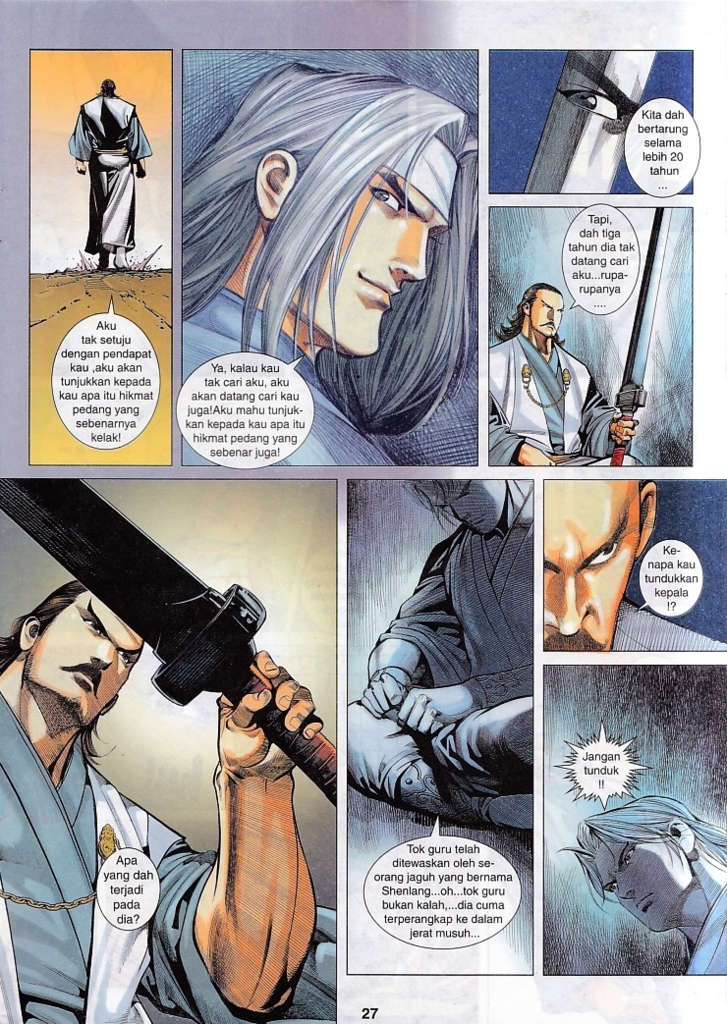 Aku
tak setuju
dengan pendapat
kau ,aku akan
tunjukkan kepada
kau apa itu hikmat
pedang yang
sebenarnya
kelak!
Ya, kalau kau
tak cari aku, aku
akan datang cari kau
juga!Aku mahu tunjuk-
kan kepada kau apa itu
hikmat pedang yang
sebenar juga!
Kita dah
bertarung
selama
lebih 20
tahun
...
Tapi,
dah tiga
tahun dia tak
datang cari
aku...rupa-
rupanya
....
Apa
yang dah
terjadi
pada
dia?
Tok guru telah
ditewaskan oleh se-
orang jaguh yang bernama
Shenlang...oh...tok guru
bukan kalah,...dia cuma
terperangkap ke dalam
jerat musuh...
Ke-
napa kau
tundukkan
kepala
!?
Jangan
tunduk
!!
27